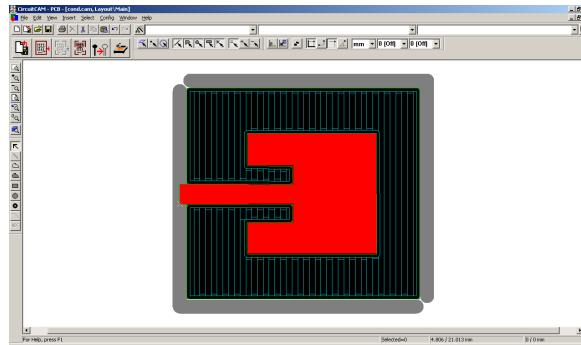 CircuitCAM - PCB - [cond.cam, Layout\Main]
File Edit View Insert Select Config Window Help
mm 0 (Off) 0 (Off)
For Help, press F1 Selected=0 4.806 / 21.013 mm 0 / 0 mm